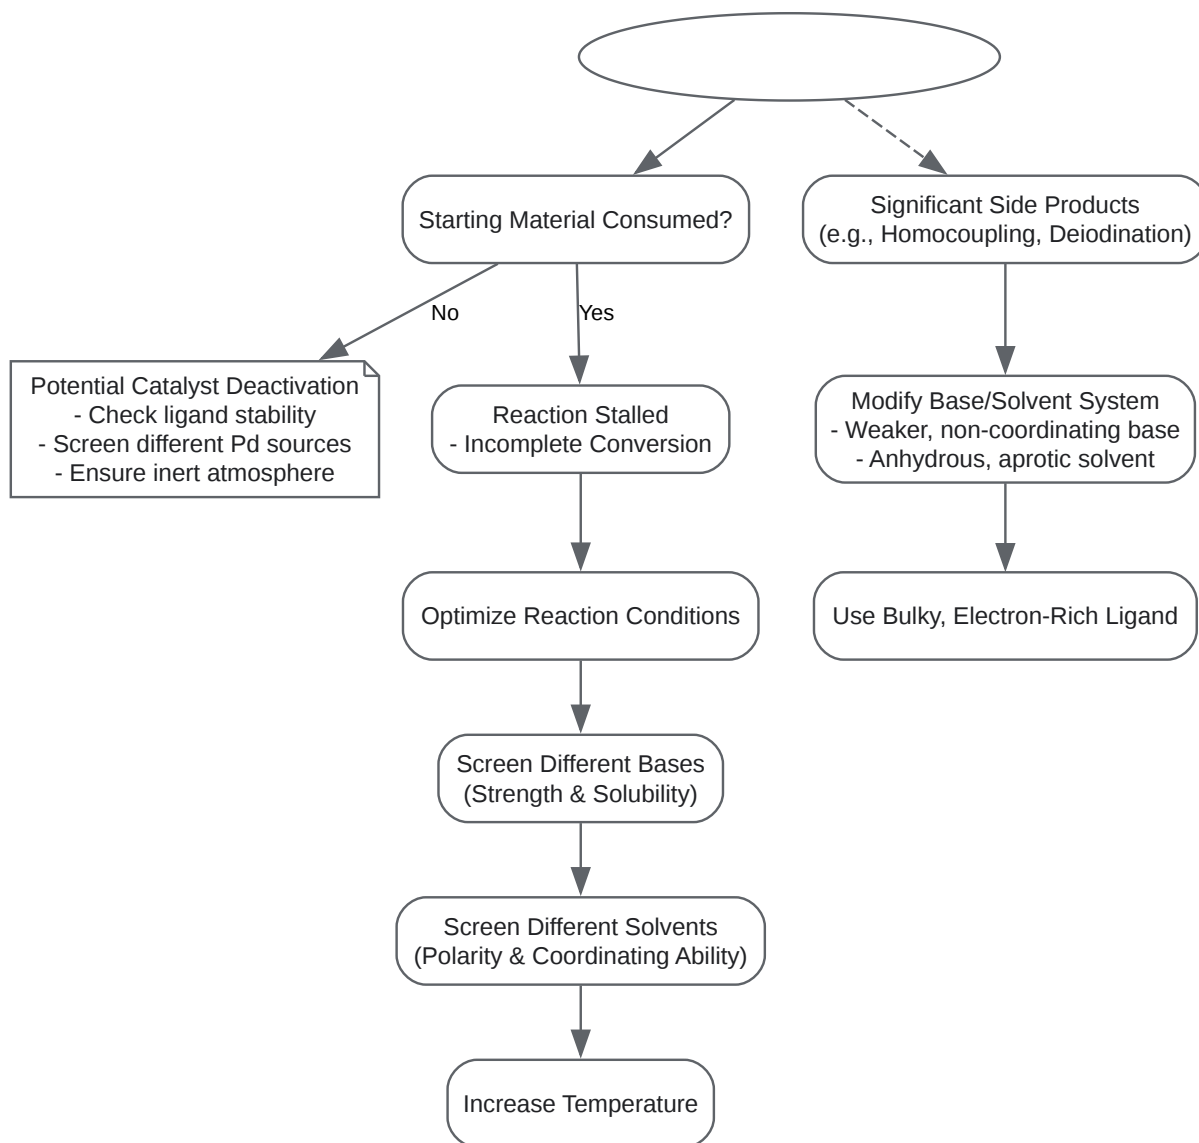 Starting Material Consumed?
Significant Side Products
(e.g., Homocoupling, Deiodination)
No
Yes
Potential Catalyst Deactivation
- Check ligand stability
- Screen different Pd sources
- Ensure inert atmosphere
Reaction Stalled
- Incomplete Conversion
Modify Base/Solvent System
- Weaker, non-coordinating base
- Anhydrous, aprotic solvent
Optimize Reaction Conditions
Use Bulky, Electron-Rich Ligand
Screen Different Bases
(Strength & Solubility)
Screen Different Solvents
(Polarity & Coordinating Ability)
Increase Temperature